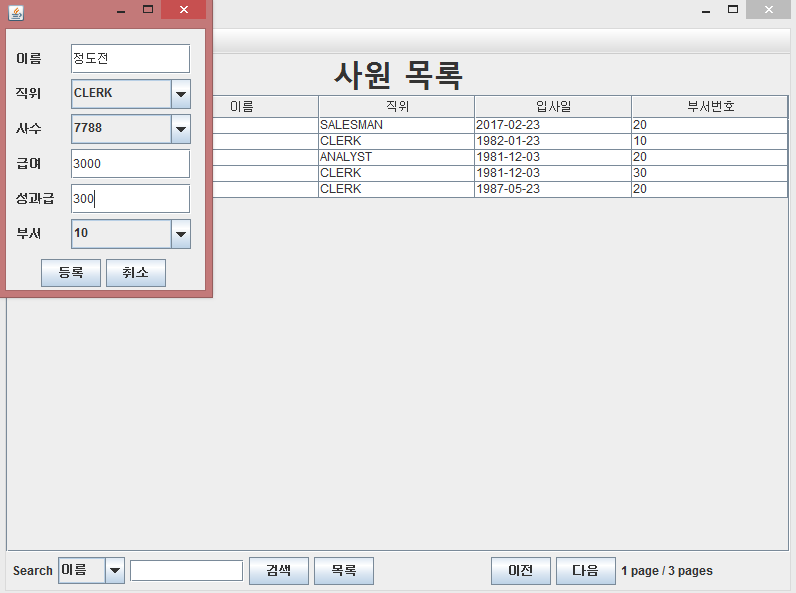 이름 정도전
직위 CLERK
사수 7788
급여 3000
성과급 300
부서 10
등록 취소
사원 목록
이름 직위 입사일 부서번호
SALESMAN 2017-02-23 20
CLERK 1982-01-23 10
ANALYST 1981-12-03 20
CLERK 1981-12-03 30
CLERK 1987-05-23 20
Search 이름 검색 목록 이전 다음 1 page / 3 pages